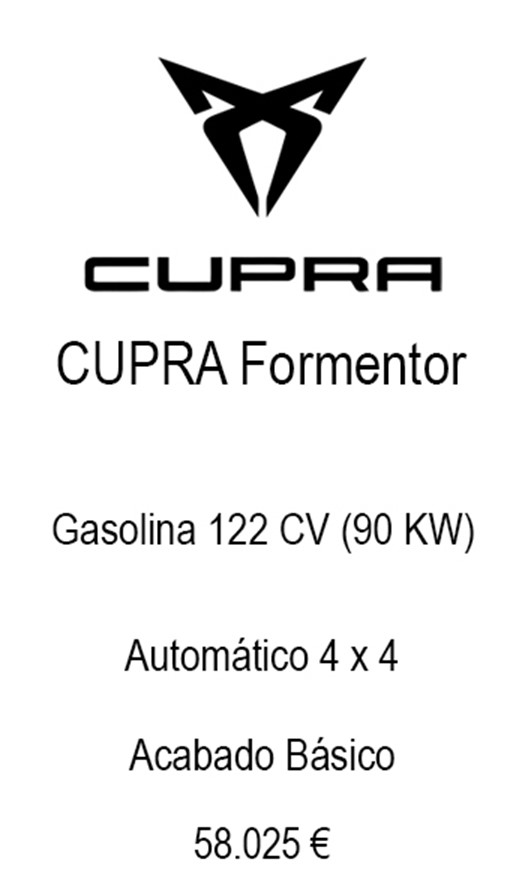 CUPRA
CUPRA Formentor
Gasolina 122 CV (90 KW)
Automático 4 x 4
Acabado Básico
58.025 €